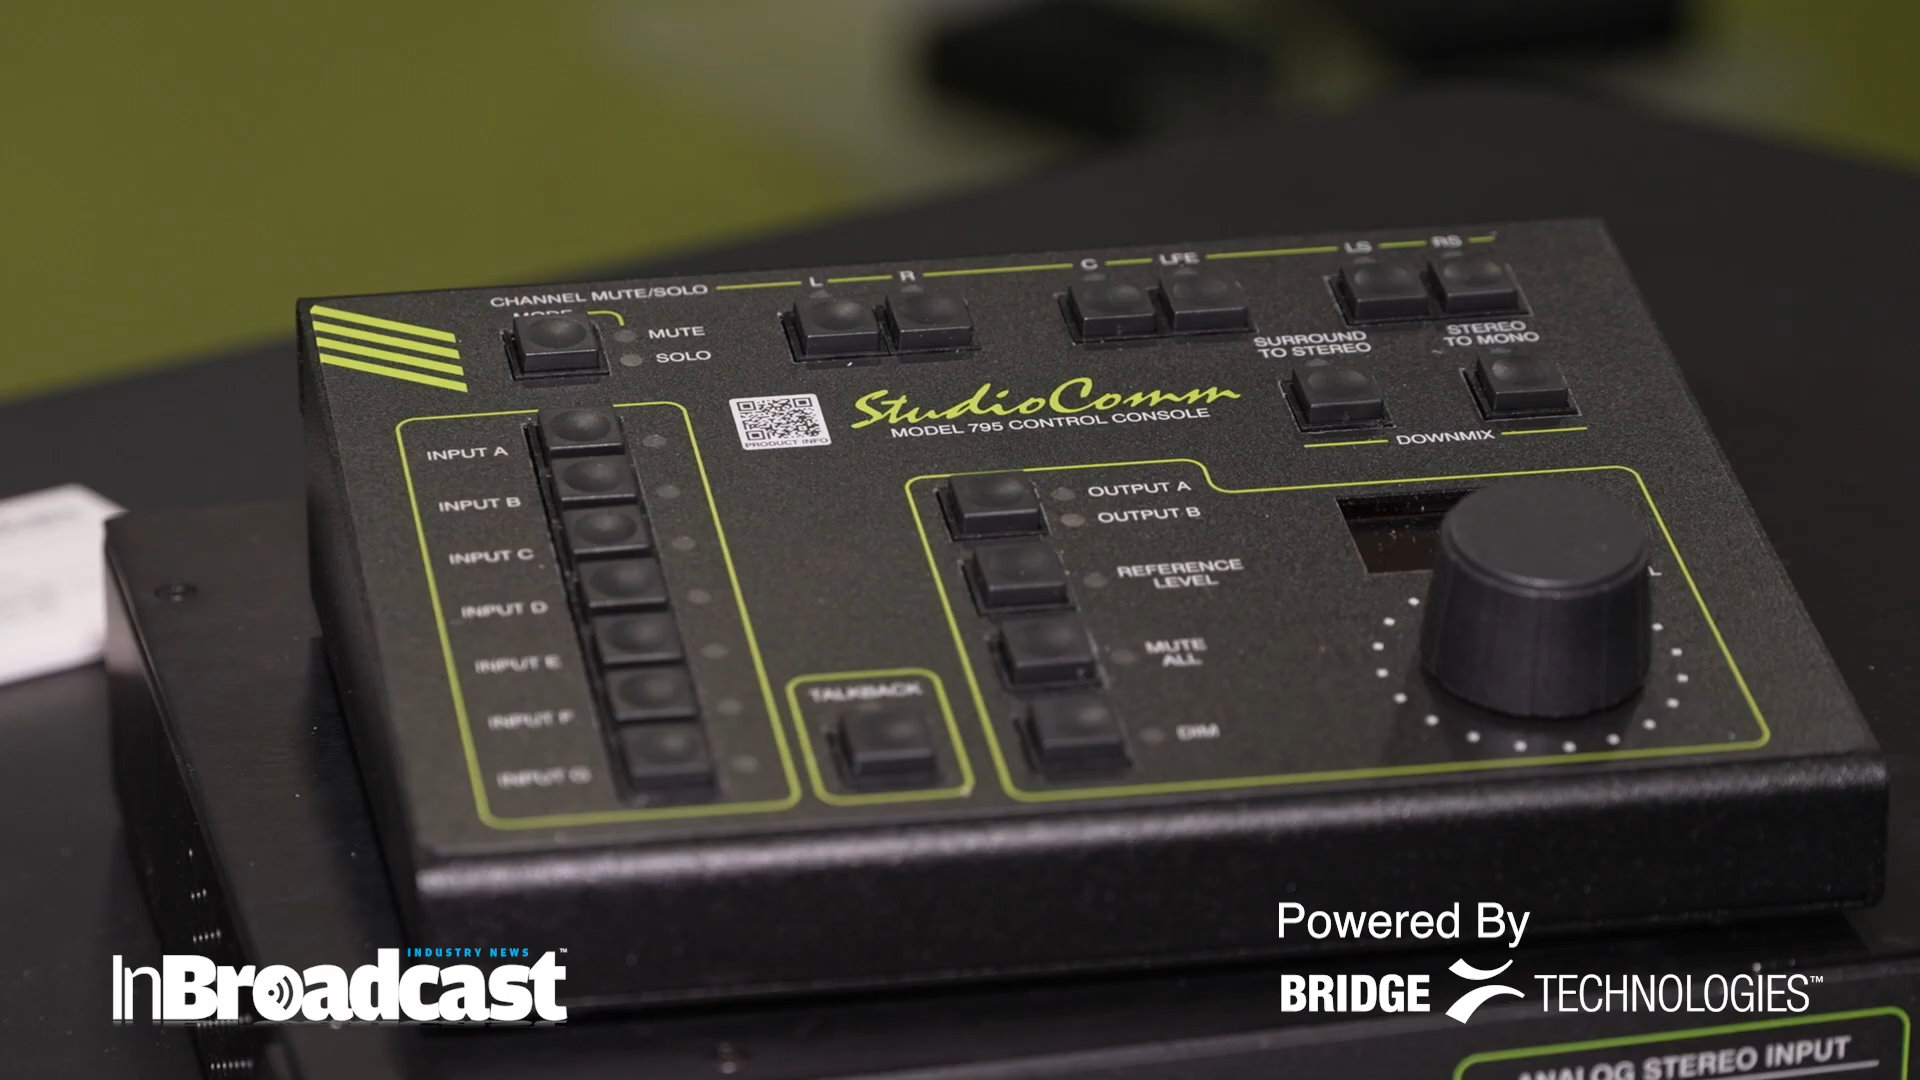 CHANNEL MUTE/SOLO
L
R
C
LFE
LS
RS
MODE
MUTE
SOLO
SURROUND
TO STEREO
STEREO
TO MONO
DOWNMIX
PRODUCT INFO
StudioComm
MODEL 795 CONTROL CONSOLE
INPUT A
INPUT B
INPUT C
INPUT D
INPUT E
INPUT F
INPUT G
TALKBACK
OUTPUT A
OUTPUT B
REFERENCE
LEVEL
MUTE
ALL
DIM
INDUSTRY NEWS
InBroadcast™
Powered By
BRIDGE TECHNOLOGIES™
ANALOG STEREO INPUT